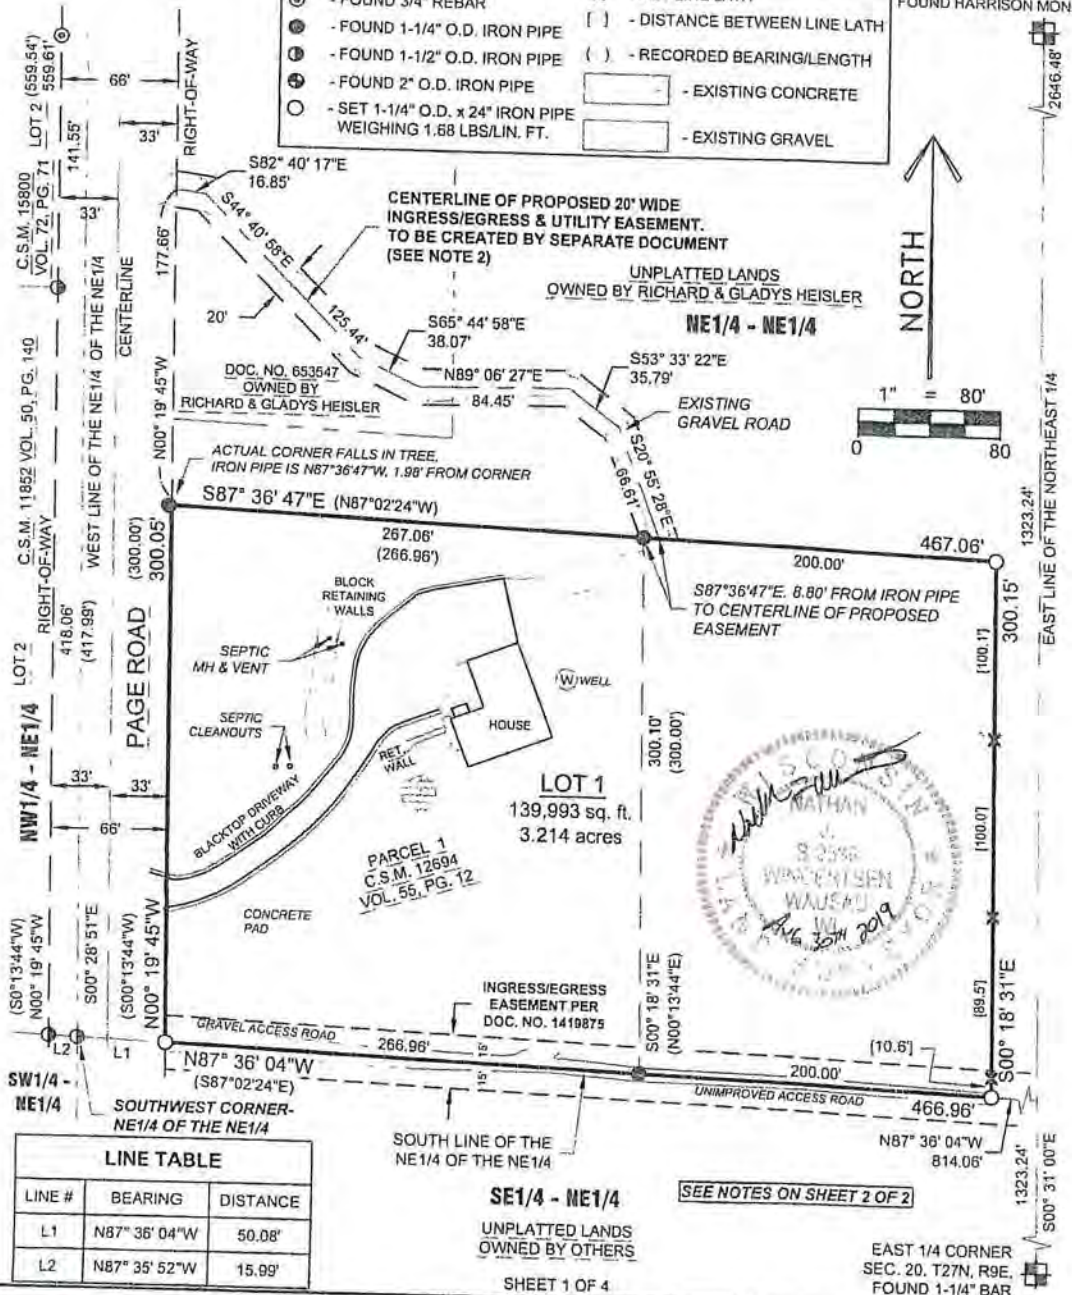 - FOUND 3/4" REBAR
- FOUND 1-1/4" O.D. IRON PIPE
- FOUND 1-1/2" O.D. IRON PIPE
- FOUND 2" O.D. IRON PIPE
- SET 1-1/4" O.D. x 24" IRON PIPE
WEIGHING 1.68 LBS/LIN. FT.
[ ] - DISTANCE BETWEEN LINE LATH
( ) - RECORDED BEARING/LENGTH
- EXISTING CONCRETE
- EXISTING GRAVEL
FOUND HARRISON MON
2646.48'
LOT 2 (559.54')
559.61'
66'
33'
RIGHT-OF-WAY
141.55'
C.S.M. 15800
VOL. 72, PG. 71
33'
S82° 40' 17"E
16.85'
S44° 40' 58"E
125.44'
20'
177.66'
CENTERLINE OF PROPOSED 20' WIDE
INGRESS/EGRESS & UTILITY EASEMENT.
TO BE CREATED BY SEPARATE DOCUMENT
(SEE NOTE 2)
UNPLATTED LANDS
OWNED BY RICHARD & GLADYS HEISLER
NE1/4 - NE1/4
NORTH
1" = 80'
0 80
S65° 44' 58"E
38.07'
N89° 06' 27"E
84.45'
S53° 33' 22"E
35.79'
EXISTING
GRAVEL ROAD
S20° 55' 28"E
66.61'
DOC. NO. 653547
OWNED BY
RICHARD & GLADYS HEISLER
CENTERLINE
WEST LINE OF THE NE1/4 OF THE NE1/4
C.S.M. 11852 VOL. 50, PG. 140
N00° 19' 45"W
ACTUAL CORNER FALLS IN TREE,
IRON PIPE IS N87°36'47"W, 1.98' FROM CORNER
S87° 36' 47"E (N87°02'24"W)
267.06'
(266.96')
200.00'
467.06'
S87°36'47"E. 8.80' FROM IRON PIPE
TO CENTERLINE OF PROPOSED
EASEMENT
1323.24'
EAST LINE OF THE NORTHEAST 1/4
(300.00')
300.05'
PAGE ROAD
RIGHT-OF-WAY
418.06'
(417.99')
LOT 2
NW1/4 - NE1/4
33'
33'
66'
BLOCK
RETAINING
WALLS
SEPTIC
MH & VENT
SEPTIC
CLEANOUTS
W WELL
HOUSE
RET.
WALL
BLACKTOP DRIVEWAY
WITH CURB
LOT 1
139,993 sq. ft.
3.214 acres
PARCEL 1
C.S.M. 12694
VOL. 55, PG. 12
CONCRETE
PAD
300.10'
(300.00')
300.15'
[100.1']
[100.0']
[89.5']
[10.6']
WISCONSIN
NATHAN
J.
WINCENTSEN
WAUSAU
WI
Aug 30th 2019
(S0°13'44"W)
N00° 19' 45"W
S00° 28' 51"E
(S00°13'44"W)
N00° 19' 45"W
S00° 18' 31"E
(N00°13'44"E)
S00° 18' 31"E
INGRESS/EGRESS
EASEMENT PER
DOC. NO. 1419875
GRAVEL ACCESS ROAD
266.96'
15'
15'
N87° 36' 04"W
(S87°02'24"E)
200.00'
UNIMPROVED ACCESS ROAD
466.96'
N87° 36' 04"W
814.06'
L2 L1
SW1/4 -
NE1/4
SOUTHWEST CORNER-
NE1/4 OF THE NE1/4
SOUTH LINE OF THE
NE1/4 OF THE NE1/4
1323.24'
S00° 31' 00"E
LINE TABLE
LINE # BEARING DISTANCE
L1 N87° 36' 04"W 50.08'
L2 N87° 35' 52"W 15.99'
SE1/4 - NE1/4
UNPLATTED LANDS
OWNED BY OTHERS
SEE NOTES ON SHEET 2 OF 2
EAST 1/4 CORNER
SEC. 20, T27N, R9E,
FOUND 1-1/4" BAR
SHEET 1 OF 4